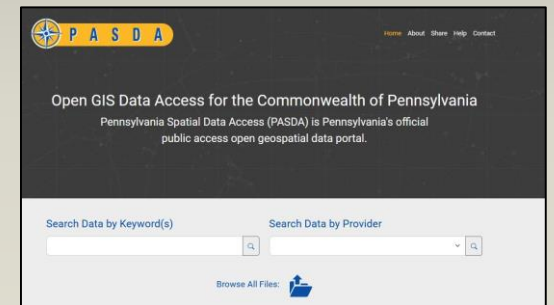 PASDA
Home About Share Help Contact
Open GIS Data Access for the Commonwealth of Pennsylvania
Pennsylvania Spatial Data Access (PASDA) is Pennsylvania's official
public access open geospatial data portal.
Search Data by Keyword(s) Search Data by Provider
Browse All Files: